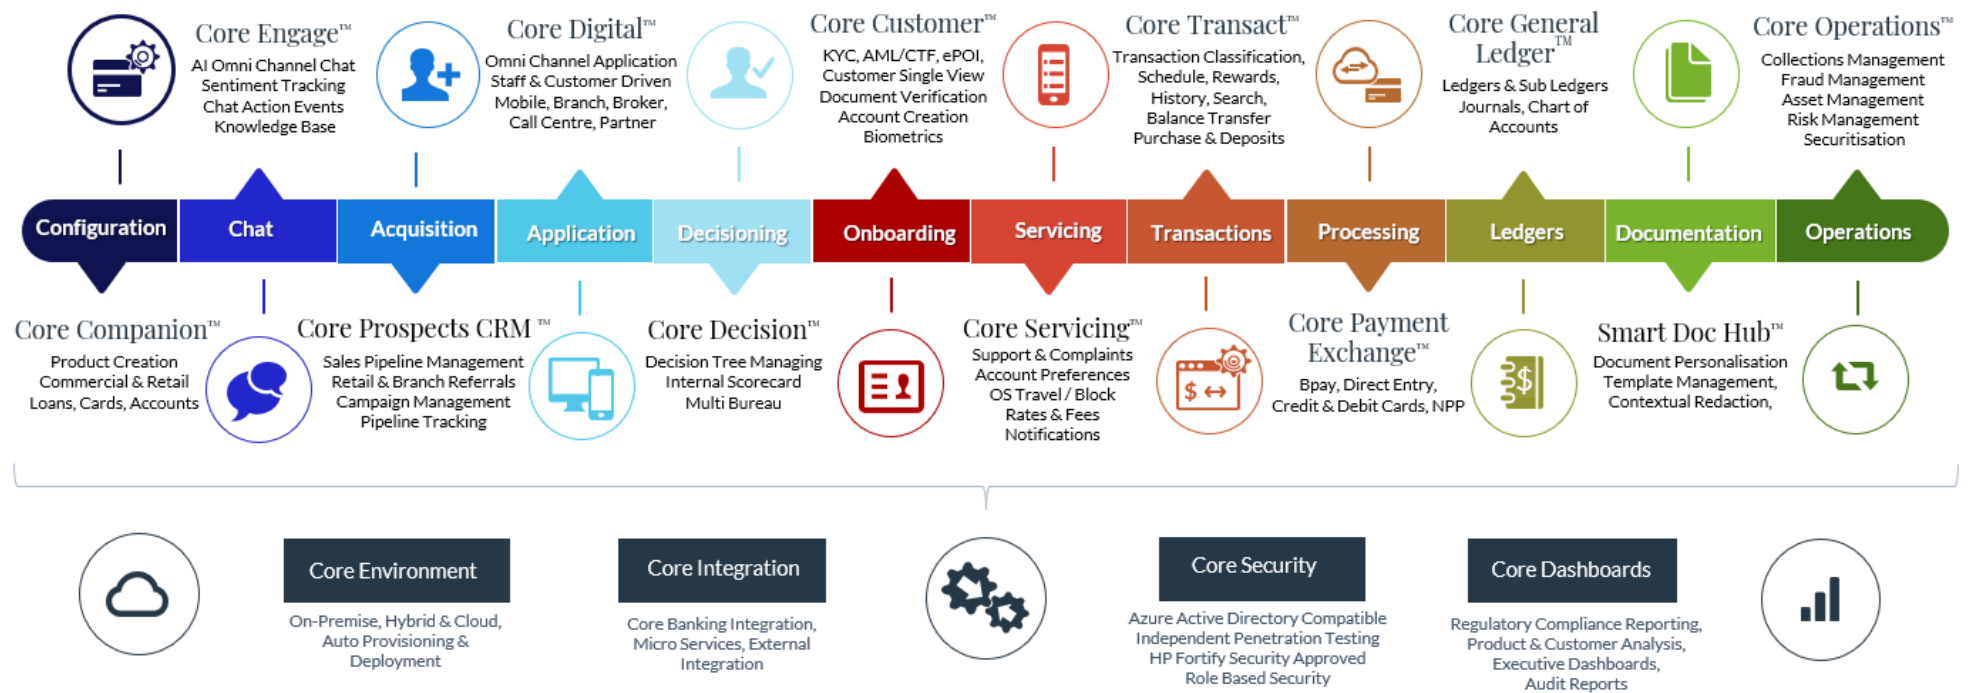 Core Engage™
AI Omni Channel Chat
Sentiment Tracking
Chat Action Events
Knowledge Base
Core Digital™
Omni Channel Application
Staff & Customer Driven
Mobile, Branch, Broker,
Call Centre, Partner
Core Customer™
KYC, AML/CTF, ePOI,
Customer Single View
Document Verification
Account Creation
Biometrics
Core Transact™
Transaction Classification,
Schedule, Rewards,
History, Search,
Balance Transfer
Purchase & Deposits
Core General
Ledger™
Ledgers & Sub Ledgers
Journals, Chart of
Accounts
Core Operations™
Collections Management
Fraud Management
Asset Management
Risk Management
Securitisation
Configuration
Chat
Acquisition
Application
Decisioning
Onboarding
Servicing
Transactions
Processing
Ledgers
Documentation
Operations
Core Companion™
Product Creation
Commercial & Retail
Loans, Cards, Accounts
Core Prospects CRM ™
Sales Pipeline Management
Retail & Branch Referrals
Campaign Management
Pipeline Tracking
Core Decision™
Decision Tree Managing
Internal Scorecard
Multi Bureau
Core Servicing™
Support & Complaints
Account Preferences
OS Travel / Block
Rates & Fees
Notifications
$
Core Payment
Exchange™
Bpay, Direct Entry,
Credit & Debit Cards, NPP
$
Smart Doc Hub™
Document Personalisation
Template Management,
Contextual Redaction,
Core Environment
On-Premise, Hybrid & Cloud,
Auto Provisioning &
Deployment
Core Integration
Core Banking Integration,
Micro Services, External
Integration
Core Security
Azure Active Directory Compatible
Independent Penetration Testing
HP Fortify Security Approved
Role Based Security
Core Dashboards
Regulatory Compliance Reporting,
Product & Customer Analysis,
Executive Dashboards,
Audit Reports